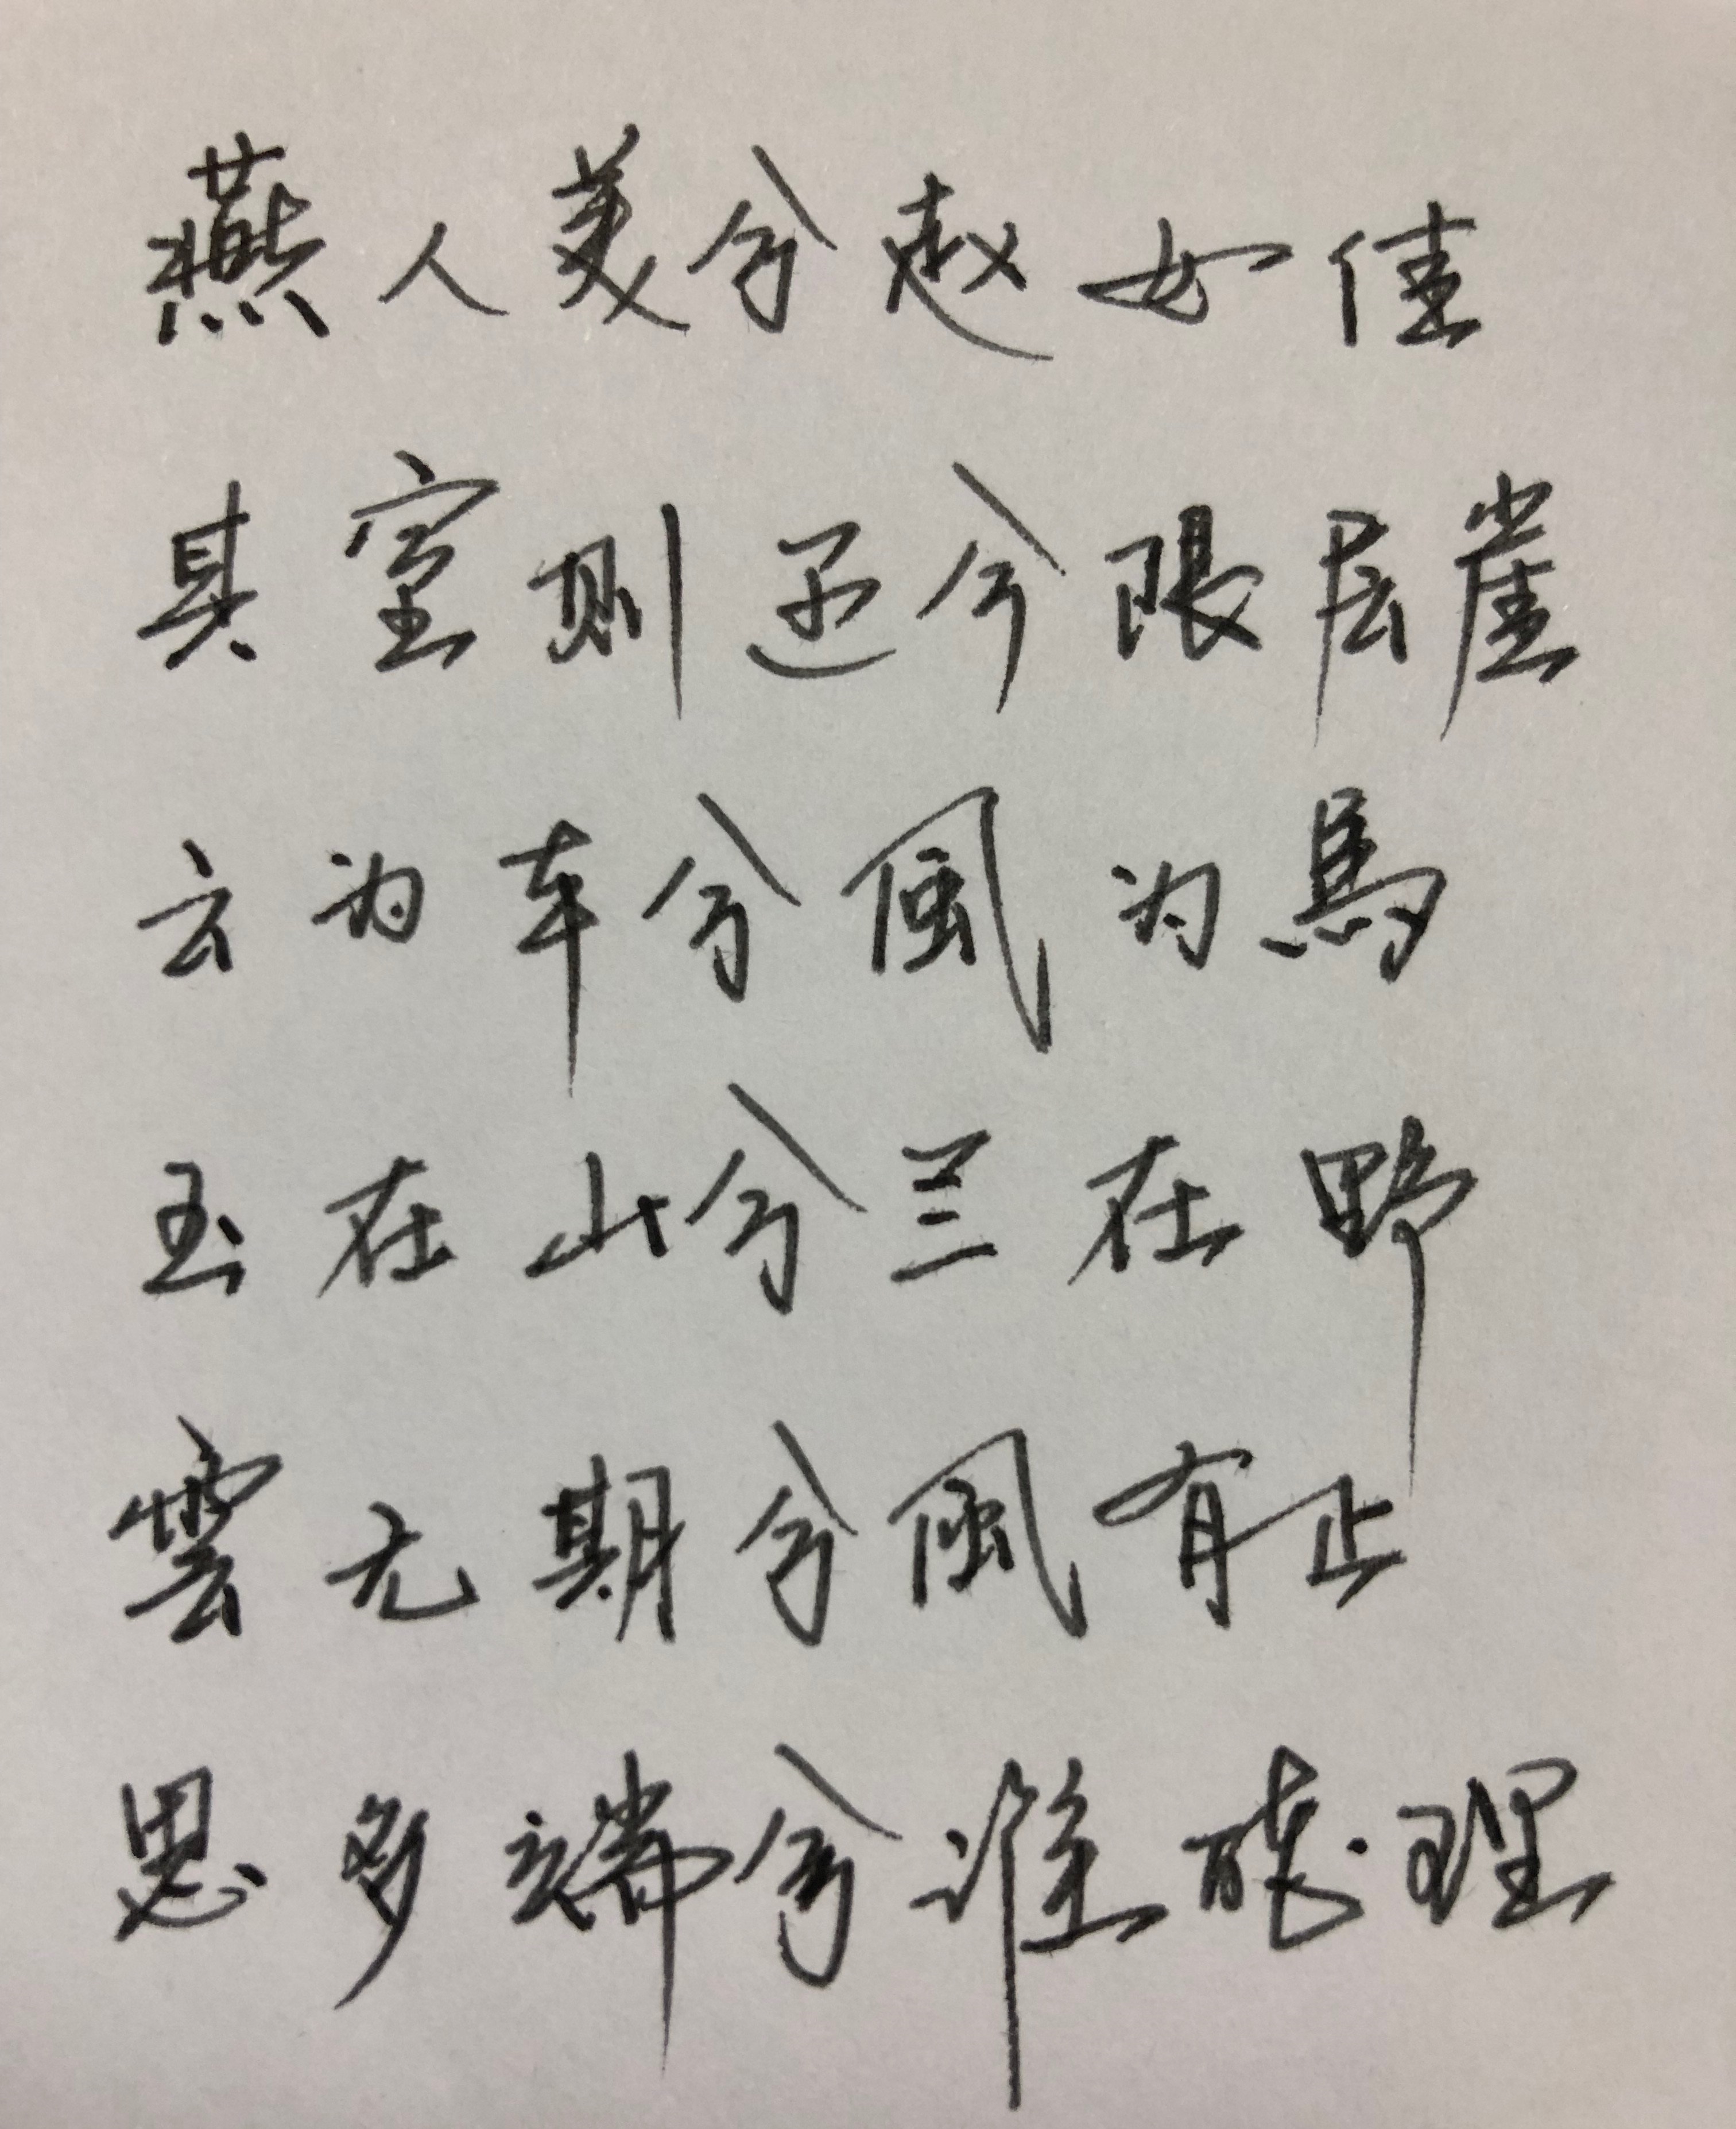 燕人美兮赵女佳
其室则迩兮限层崖
云为车兮風为馬
玉在山兮兰在野
雲无期兮風有止
思多端兮谁能理